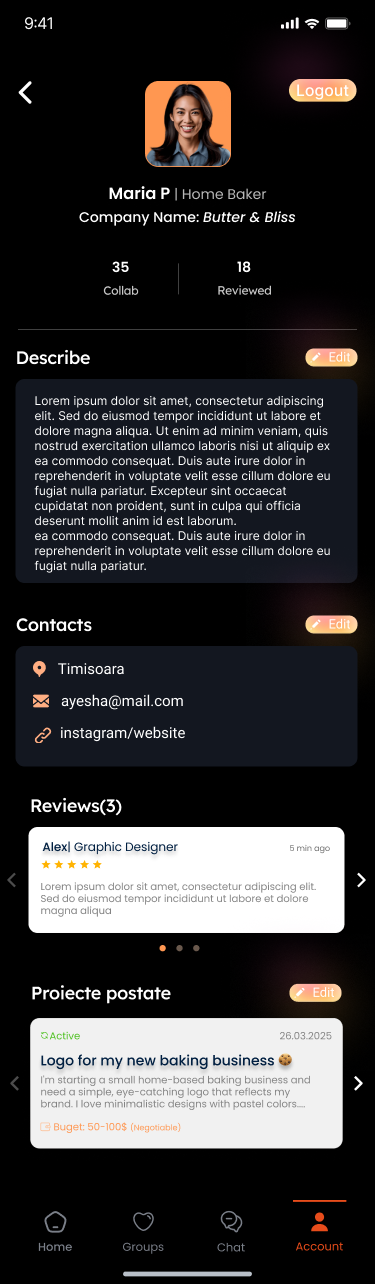 9:41
Logout
Maria P | Home Baker
Company Name: Butter & Bliss
35
Collab
18
Reviewed
Describe
Edit
Lorem ipsum dolor sit amet, consectetur adipiscing
elit. Sed do eiusmod tempor incididunt ut labore et
dolore magna aliqua. Ut enim ad minim veniam, quis
nostrud exercitation ullamco laboris nisi ut aliquip ex
ea commodo consequat. Duis aute irure dolor in
reprehenderit in voluptate velit esse cillum dolore eu
fugiat nulla pariatur. Excepteur sint occaecat
cupidatat non proident, sunt in culpa qui officia
deserunt mollit anim id est laborum.
ea commodo consequat. Duis aute irure dolor in
reprehenderit in voluptate velit esse cillum dolore eu
fugiat nulla pariatur.
Contacts
Edit
Timisoara
ayesha@mail.com
instagram/website
Reviews(3)
Alex| Graphic Designer
5 min ago
Lorem ipsum dolor sit amet, consectetur adipiscing elit.
Sed do eiusmod tempor incididunt ut labore et dolore
magna aliqua
Proiecte postate
Edit
Active
26.03.2025
Logo for my new baking business 🍪
I'm starting a small home-based baking business and
need a simple, eye-catching logo that reflects my
brand. I love minimalistic designs with pastel colors....
Buget: 50-100$ (Negotiable)
Home
Groups
Chat
Account